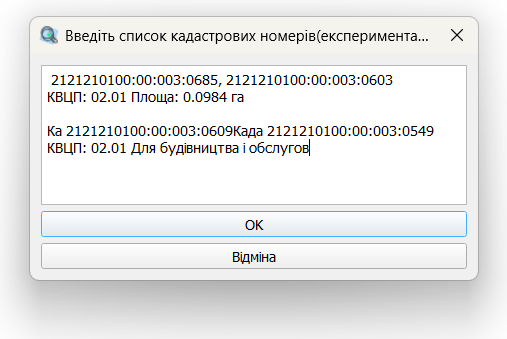 Введіть список кадастрових номерів(експеримента...
2121210100:00:003:0685, 2121210100:00:003:0603
КВЦП: 02.01 Площа: 0.0984 га
Ка 2121210100:00:003:0609Када 2121210100:00:003:0549
КВЦП: 02.01 Для будівництва і обслугов
OK
Відміна